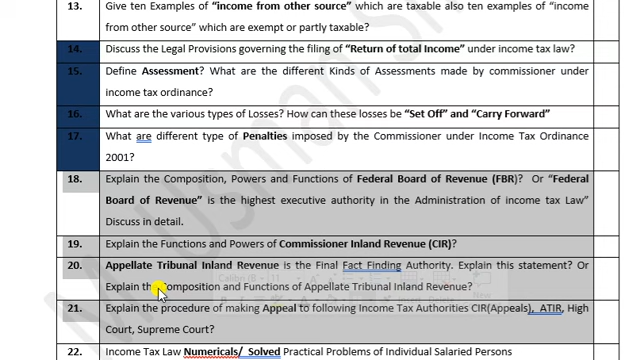 13. Give ten Examples of "income from other source" which are taxable also ten examples of "income
from other source" which are exempt or partly taxable?
14. Discuss the Legal Provisions governing the filing of "Return of total Income" under income tax law?
15. Define Assessment? What are the different Kinds of Assessments made by commissioner under
income tax ordinance?
16. What are the various types of Losses? How can these losses be "Set Off" and "Carry Forward"
17. What are different type of Penalties imposed by the Commissioner under Income Tax Ordinance
2001?
18. Explain the Composition, Powers and Functions of Federal Board of Revenue (FBR)? Or "Federal
Board of Revenue" is the highest executive authority in the Administration of income tax Law"
Discuss in detail.
19. Explain the Functions and Powers of Commissioner Inland Revenue (CIR)?
20. Appellate Tribunal Inland Revenue is the Final Fact Finding Authority. Explain this statement? Or
Explain the Composition and Functions of Appellate Tribunal Inland Revenue?
21. Explain the procedure of making Appeal to following Income Tax Authorities CIR(Appeals), ATIR, High
Court, Supreme Court?
22. Income Tax Law Numericals/ Solved Practical Problems of Individual Salaried Persons